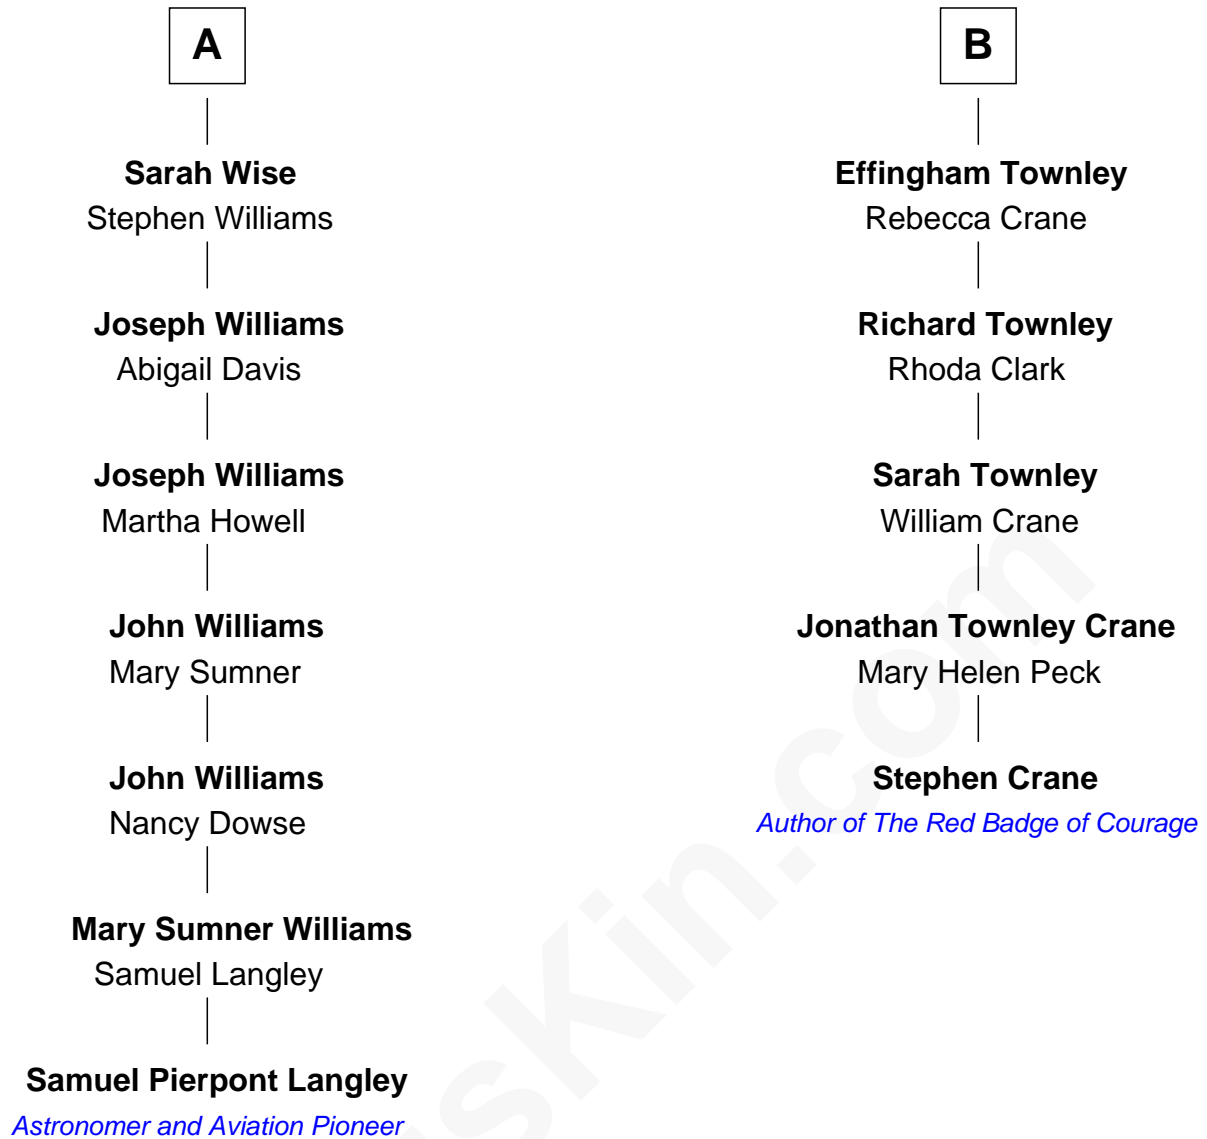 A
Sarah Wise
Stephen Williams
Joseph Williams
Abigail Davis
Joseph Williams
Martha Howell
John Williams
Mary Sumner
John Williams
Nancy Dowse
Mary Sumner Williams
Samuel Langley
Samuel Pierpont Langley
Astronomer and Aviation Pioneer
B
Effingham Townley
Rebecca Crane
Richard Townley
Rhoda Clark
Sarah Townley
William Crane
Jonathan Townley Crane
Mary Helen Peck
Stephen Crane
Author of The Red Badge of Courage
sKin.com